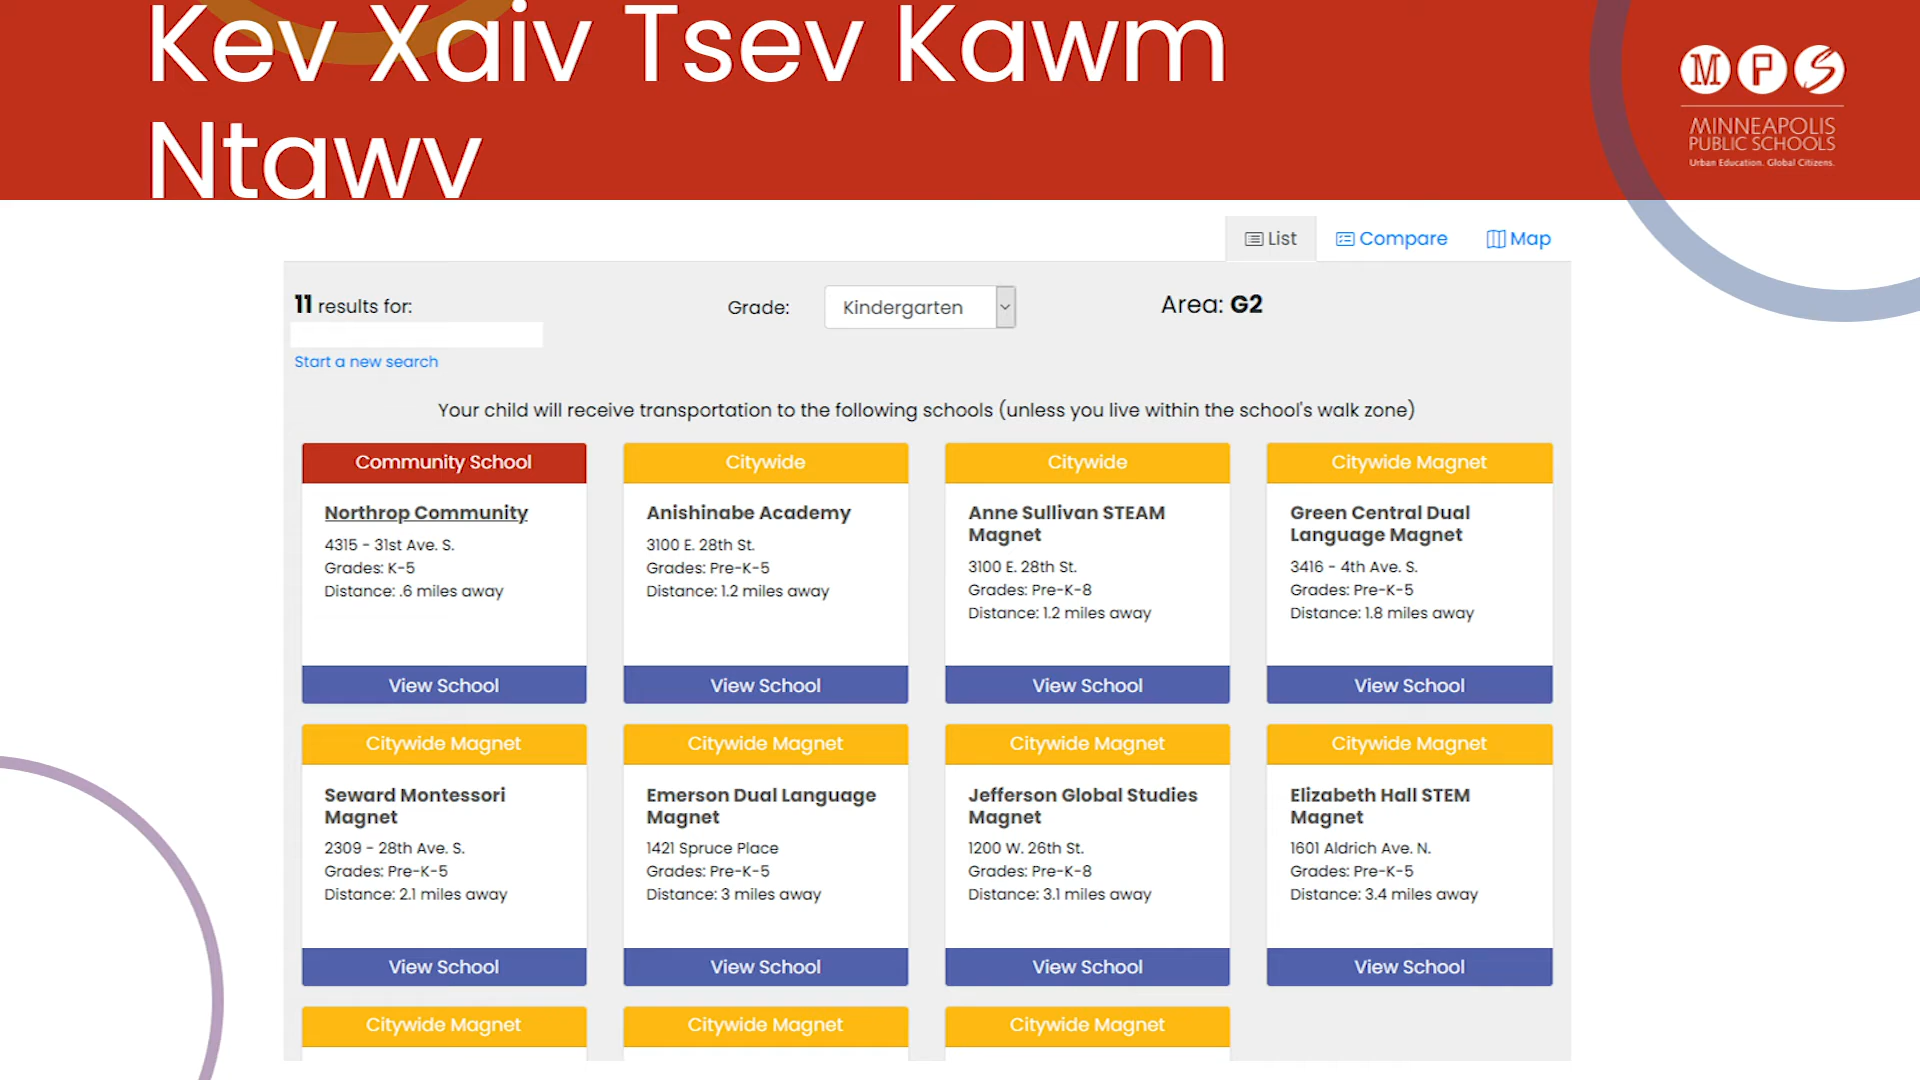 Kev Xaiv Tsev Kawm
Ntawv
MPS
MINNEAPOLIS
PUBLIC SCHOOLS
Urban Education. Global Citizens.
List
Compare
Map
11 results for:
Grade:
Kindergarten
Area: G2
Start a new search
Your child will receive transportation to the following schools (unless you live within the school's walk zone)
Community School
Northrop Community
4315 - 31st Ave. S.
Grades: K-5
Distance: .6 miles away
View School
Citywide
Anishinabe Academy
3100 E. 28th St.
Grades: Pre-K-5
Distance: 1.2 miles away
View School
Citywide
Anne Sullivan STEAM
Magnet
3100 E. 28th St.
Grades: Pre-K-8
Distance: 1.2 miles away
View School
Citywide Magnet
Green Central Dual
Language Magnet
3416 - 4th Ave. S.
Grades: Pre-K-5
Distance: 1.8 miles away
View School
Citywide Magnet
Seward Montessori
Magnet
2309 - 28th Ave. S.
Grades: Pre-K-5
Distance: 2.1 miles away
View School
Citywide Magnet
Emerson Dual Language
Magnet
1421 Spruce Place
Grades: Pre-K-5
Distance: 3 miles away
View School
Citywide Magnet
Jefferson Global Studies
Magnet
1200 W. 26th St.
Grades: Pre-K-8
Distance: 3.1 miles away
View School
Citywide Magnet
Elizabeth Hall STEM
Magnet
1601 Aldrich Ave. N.
Grades: Pre-K-5
Distance: 3.4 miles away
View School
Citywide Magnet
Citywide Magnet
Citywide Magnet